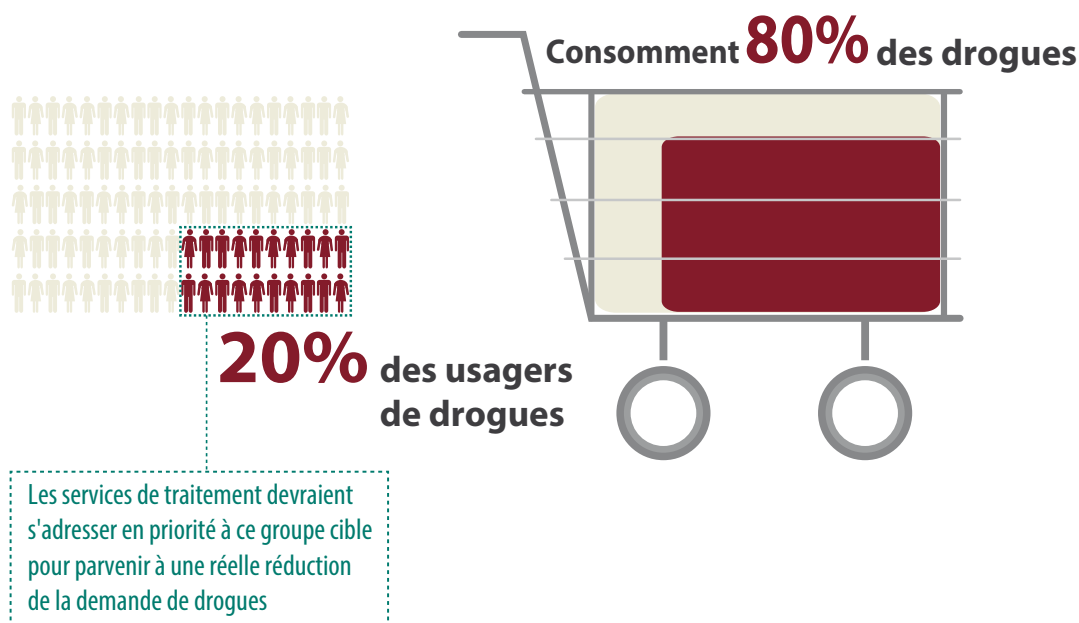 Consomment 80% des drogues
20% des usagers
de drogues
Les services de traitement devraient
s'adresser en priorité à ce groupe cible
pour parvenir à une réelle réduction
de la demande de drogues